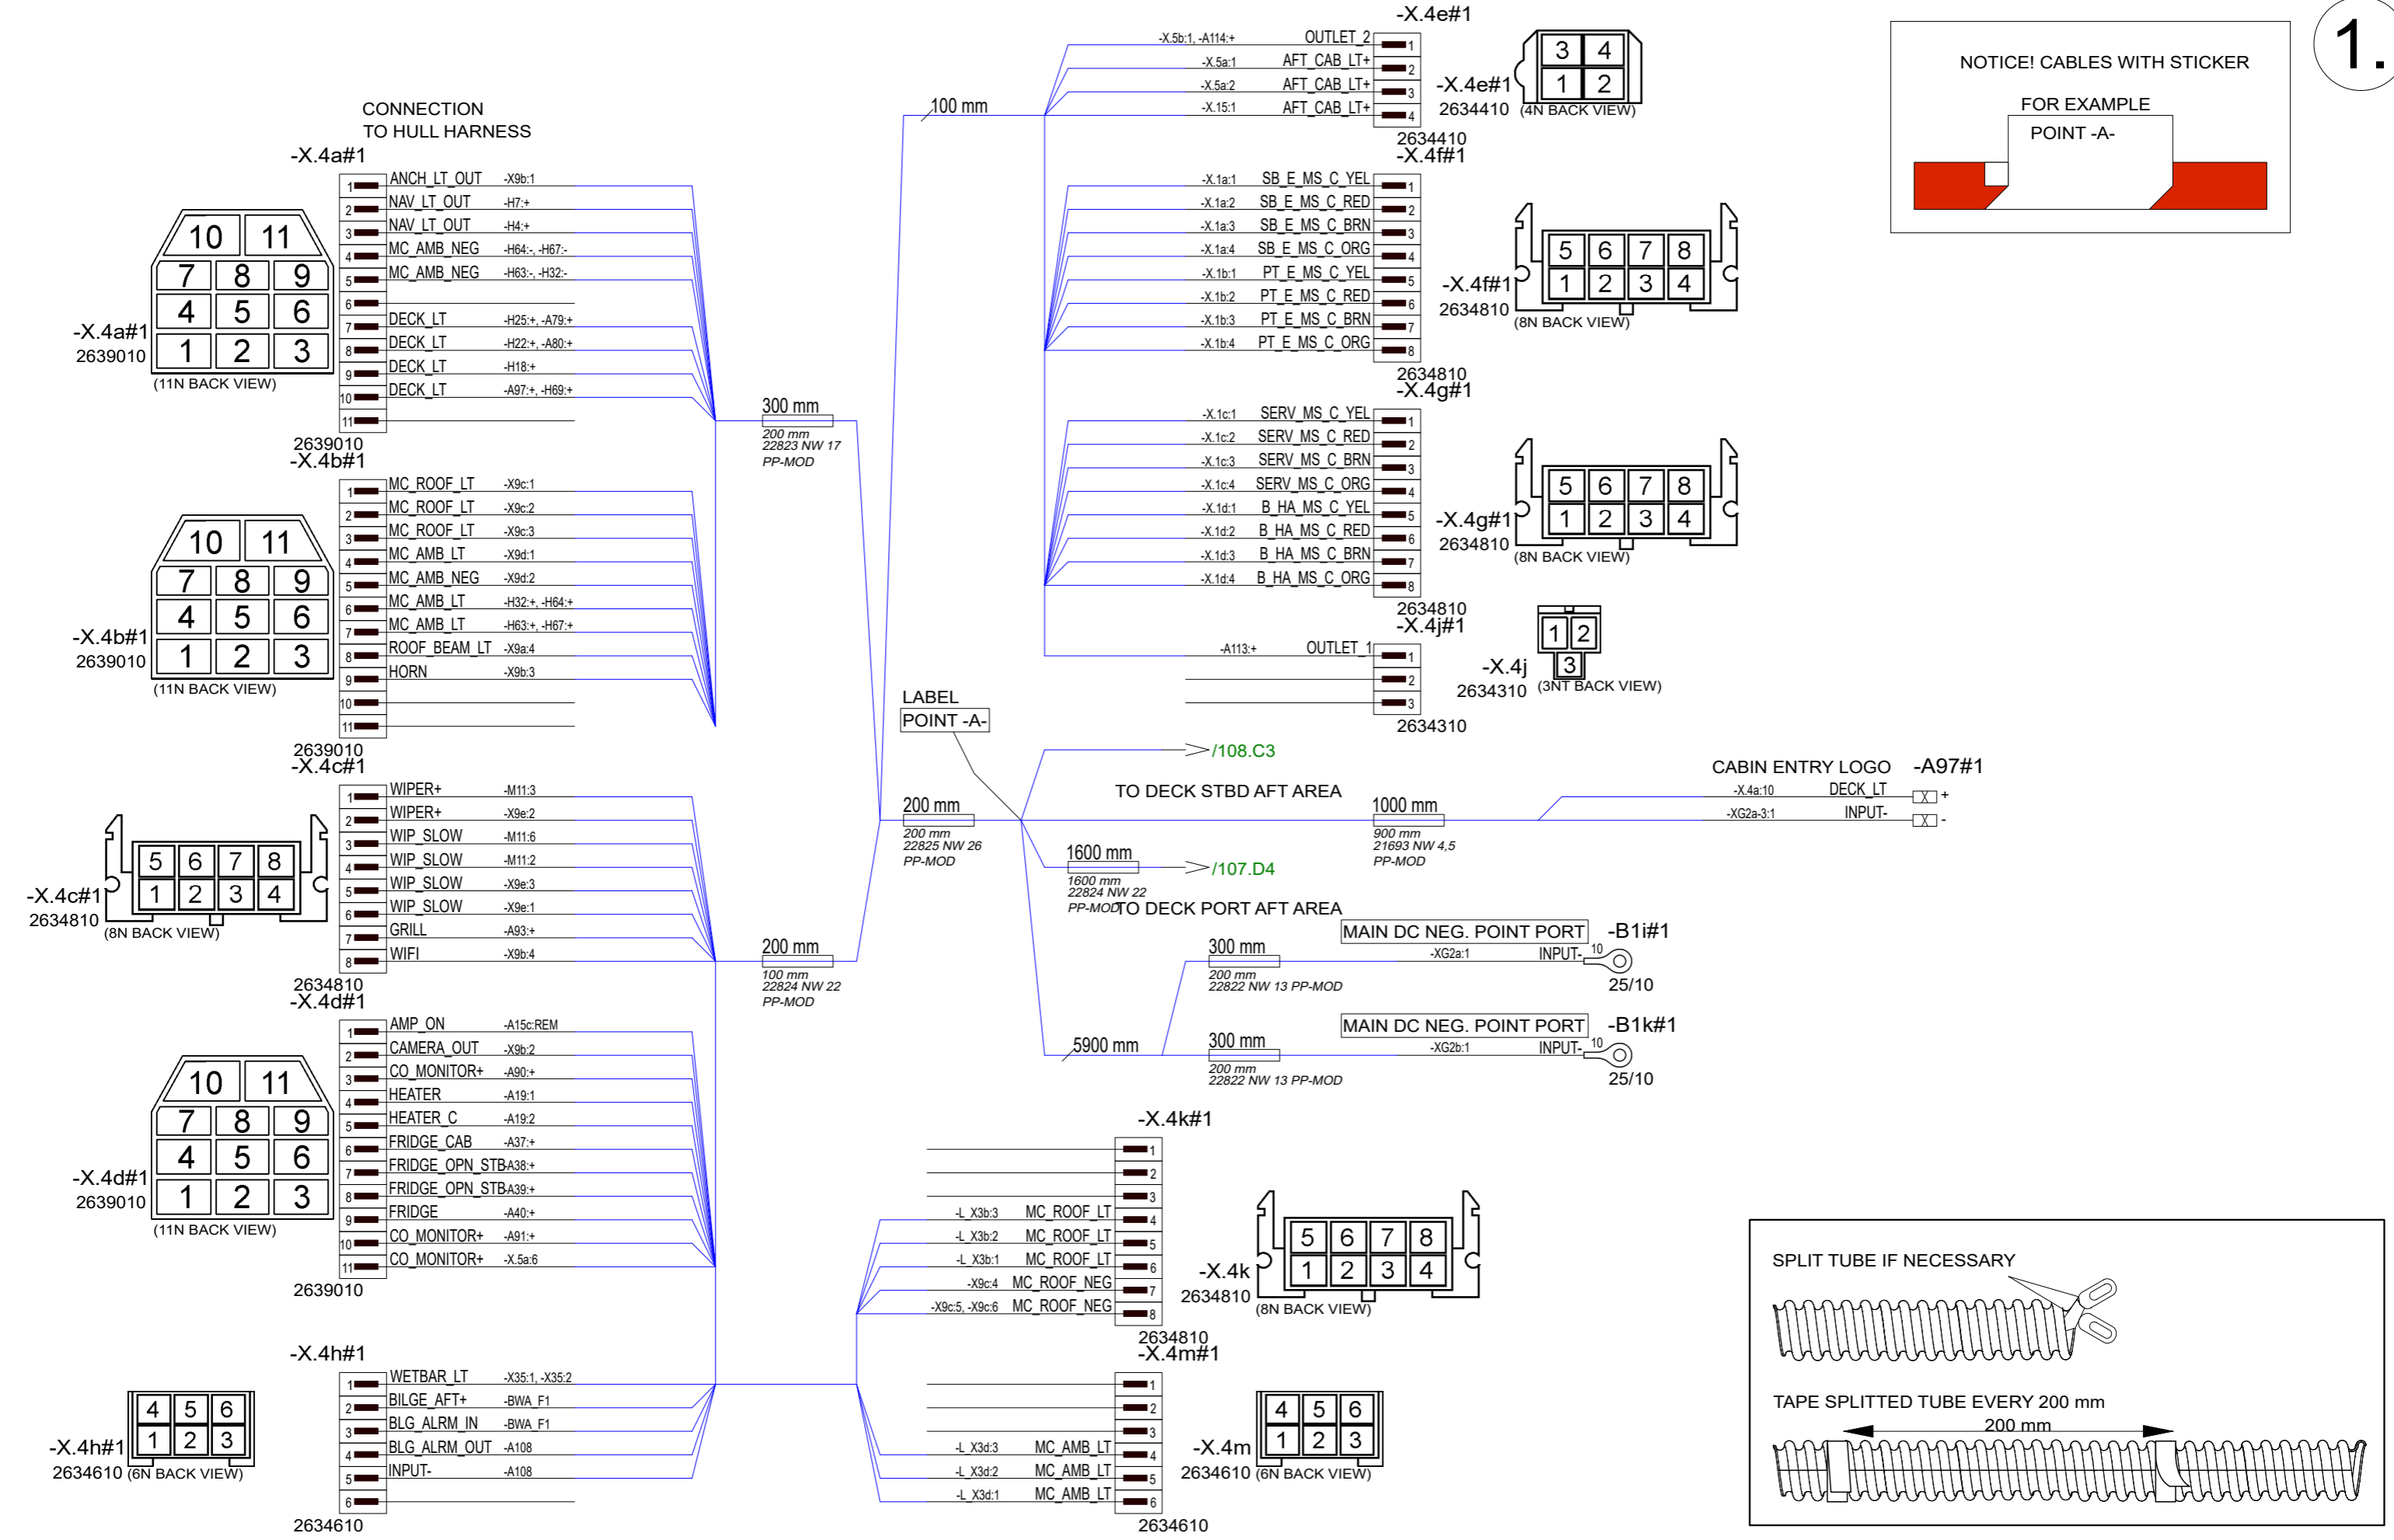 1.
NOTICE! CABLES WITH STICKER
FOR EXAMPLE
POINT -A-
CONNECTION
TO HULL HARNESS
-X.4a#1
1 ANCH_LT_OUT -X9b:1
2 NAV_LT_OUT -H7:+
3 NAV_LT_OUT -H4:+
4 MC_AMB_NEG -H64:-, -H67:-
5 MC_AMB_NEG -H63:-, -H32:-
6
7 DECK_LT -H25:+, -A79:+
8 DECK_LT -H22:+, -A80:+
9 DECK_LT -H18:+
10 DECK_LT -A97:+, -H69:+
11
2639010
10 11
7 8 9
4 5 6
1 2 3
-X.4a#1
2639010
(11N BACK VIEW)
-X.4b#1
1 MC_ROOF_LT -X9c:1
2 MC_ROOF_LT -X9c:2
3 MC_ROOF_LT -X9c:3
4 MC_AMB_LT -X9d:1
5 MC_AMB_NEG -X9d:2
6 MC_AMB_LT -H32:+, -H64:+
7 MC_AMB_LT -H63:+, -H67:+
8 ROOF_BEAM_LT -X9a:4
9 HORN -X9b:3
10
11
2639010
10 11
7 8 9
4 5 6
1 2 3
-X.4b#1
2639010
(11N BACK VIEW)
-X.4c#1
1 WIPER+ -M11:3
2 WIPER+ -X9e:2
3 WIP_SLOW -M11:6
4 WIP_SLOW -M11:2
5 WIP_SLOW -X9e:3
6 WIP_SLOW -X9e:1
7 GRILL -A93:+
8 WIFI -X9b:4
2634810
5 6 7 8
1 2 3 4
-X.4c#1
2634810
(8N BACK VIEW)
-X.4d#1
1 AMP_ON -A15c:REM
2 CAMERA_OUT -X9b:2
3 CO_MONITOR+ -A90:+
4 HEATER -A19:1
5 HEATER_C -A19:2
6 FRIDGE_CAB -A37:+
7 FRIDGE_OPN_STB-A38:+
8 FRIDGE_OPN_STB-A39:+
9 FRIDGE -A40:+
10 CO_MONITOR+ -A91:+
11 CO_MONITOR+ -X.5a:6
2639010
10 11
7 8 9
4 5 6
1 2 3
-X.4d#1
2639010
(11N BACK VIEW)
-X.4h#1
1 WETBAR_LT -X35:1, -X35:2
2 BILGE_AFT+ -BWA_F1
3 BLG_ALRM_IN -BWA_F1
4 BLG_ALRM_OUT -A108
5 INPUT- -A108
6
2634610
4 5 6
1 2 3
-X.4h#1
2634610 (6N BACK VIEW)
300 mm
200 mm
22823 NW 17
PP-MOD
200 mm
100 mm
22824 NW 22
PP-MOD
100 mm
-X.4e#1
-X.5b:1, -A114:+ OUTLET_2 1
-X.5a:1 AFT_CAB_LT+ 2
-X.5a:2 AFT_CAB_LT+ 3
-X.15:1 AFT_CAB_LT+ 4
2634410
3 4
1 2
-X.4e#1
2634410 (4N BACK VIEW)
-X.4f#1
-X.1a:1 SB_E_MS_C_YEL 1
-X.1a:2 SB_E_MS_C_RED 2
-X.1a:3 SB_E_MS_C_BRN 3
-X.1a:4 SB_E_MS_C_ORG 4
-X.1b:1 PT_E_MS_C_YEL 5
-X.1b:2 PT_E_MS_C_RED 6
-X.1b:3 PT_E_MS_C_BRN 7
-X.1b:4 PT_E_MS_C_ORG 8
2634810
5 6 7 8
1 2 3 4
-X.4f#1
2634810
(8N BACK VIEW)
-X.4g#1
-X.1c:1 SERV_MS_C_YEL 1
-X.1c:2 SERV_MS_C_RED 2
-X.1c:3 SERV_MS_C_BRN 3
-X.1c:4 SERV_MS_C_ORG 4
-X.1d:1 B_HA_MS_C_YEL 5
-X.1d:2 B_HA_MS_C_RED 6
-X.1d:3 B_HA_MS_C_BRN 7
-X.1d:4 B_HA_MS_C_ORG 8
2634810
5 6 7 8
1 2 3 4
-X.4g#1
2634810
(8N BACK VIEW)
-X.4j#1
-A113:+ OUTLET_1 1
2
3
2634310
1 2
3
-X.4j
2634310 (3NT BACK VIEW)
LABEL
POINT -A-
200 mm
200 mm
22825 NW 26
PP-MOD
/108.C3
TO DECK STBD AFT AREA
1000 mm
900 mm
21693 NW 4,5
PP-MOD
CABIN ENTRY LOGO -A97#1
-X.4a:10 DECK_LT X +
-XG2a-3:1 INPUT- X -
1600 mm
1600 mm
22824 NW 22
PP-MOD
/107.D4
TO DECK PORT AFT AREA
MAIN DC NEG. POINT PORT -B1i#1
300 mm
200 mm
22822 NW 13 PP-MOD
-XG2a:1 INPUT- 10
25/10
5900 mm
MAIN DC NEG. POINT PORT -B1k#1
300 mm
200 mm
22822 NW 13 PP-MOD
-XG2b:1 INPUT- 10
25/10
-X.4k#1
1
2
3
-L_X3b:3 MC_ROOF_LT 4
-L_X3b:2 MC_ROOF_LT 5
-L_X3b:1 MC_ROOF_LT 6
-X9c:4 MC_ROOF_NEG 7
-X9c:5, -X9c:6 MC_ROOF_NEG 8
2634810
5 6 7 8
1 2 3 4
-X.4k
2634810
(8N BACK VIEW)
-X.4m#1
1
2
3
-L_X3d:3 MC_AMB_LT 4
-L_X3d:2 MC_AMB_LT 5
-L_X3d:1 MC_AMB_LT 6
2634610
4 5 6
1 2 3
-X.4m
2634610 (6N BACK VIEW)
SPLIT TUBE IF NECESSARY
TAPE SPLITTED TUBE EVERY 200 mm
200 mm